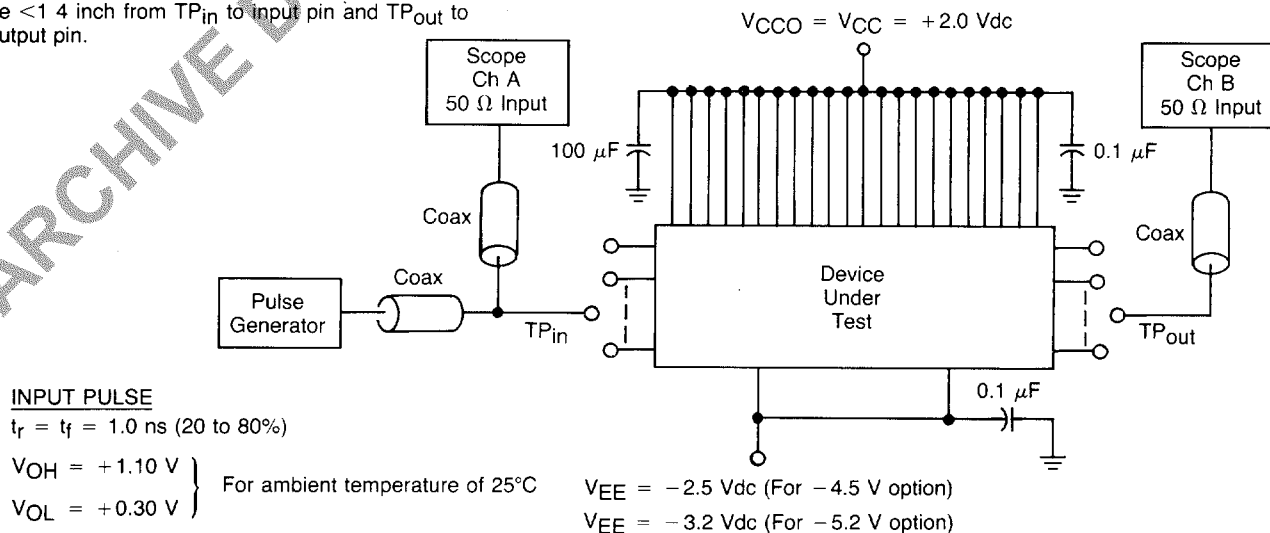 e <1 4 inch from TPin to input pin and TPout to
utput pin.
VCCO = VCC = +2.0 Vdc
Scope
Ch A
50 Ω Input
Scope
Ch B
50 Ω Input
100 μF
0.1 μF
Coax
Coax
Coax
Pulse
Generator
TPin
Device
Under
Test
TPout
0.1 μF
INPUT PULSE
tr = tf = 1.0 ns (20 to 80%)
VOH = +1.10 V
VOL = +0.30 V
For ambient temperature of 25°C
VEE = −2.5 Vdc (For −4.5 V option)
VEE = −3.2 Vdc (For −5.2 V option)
ARCHIVE